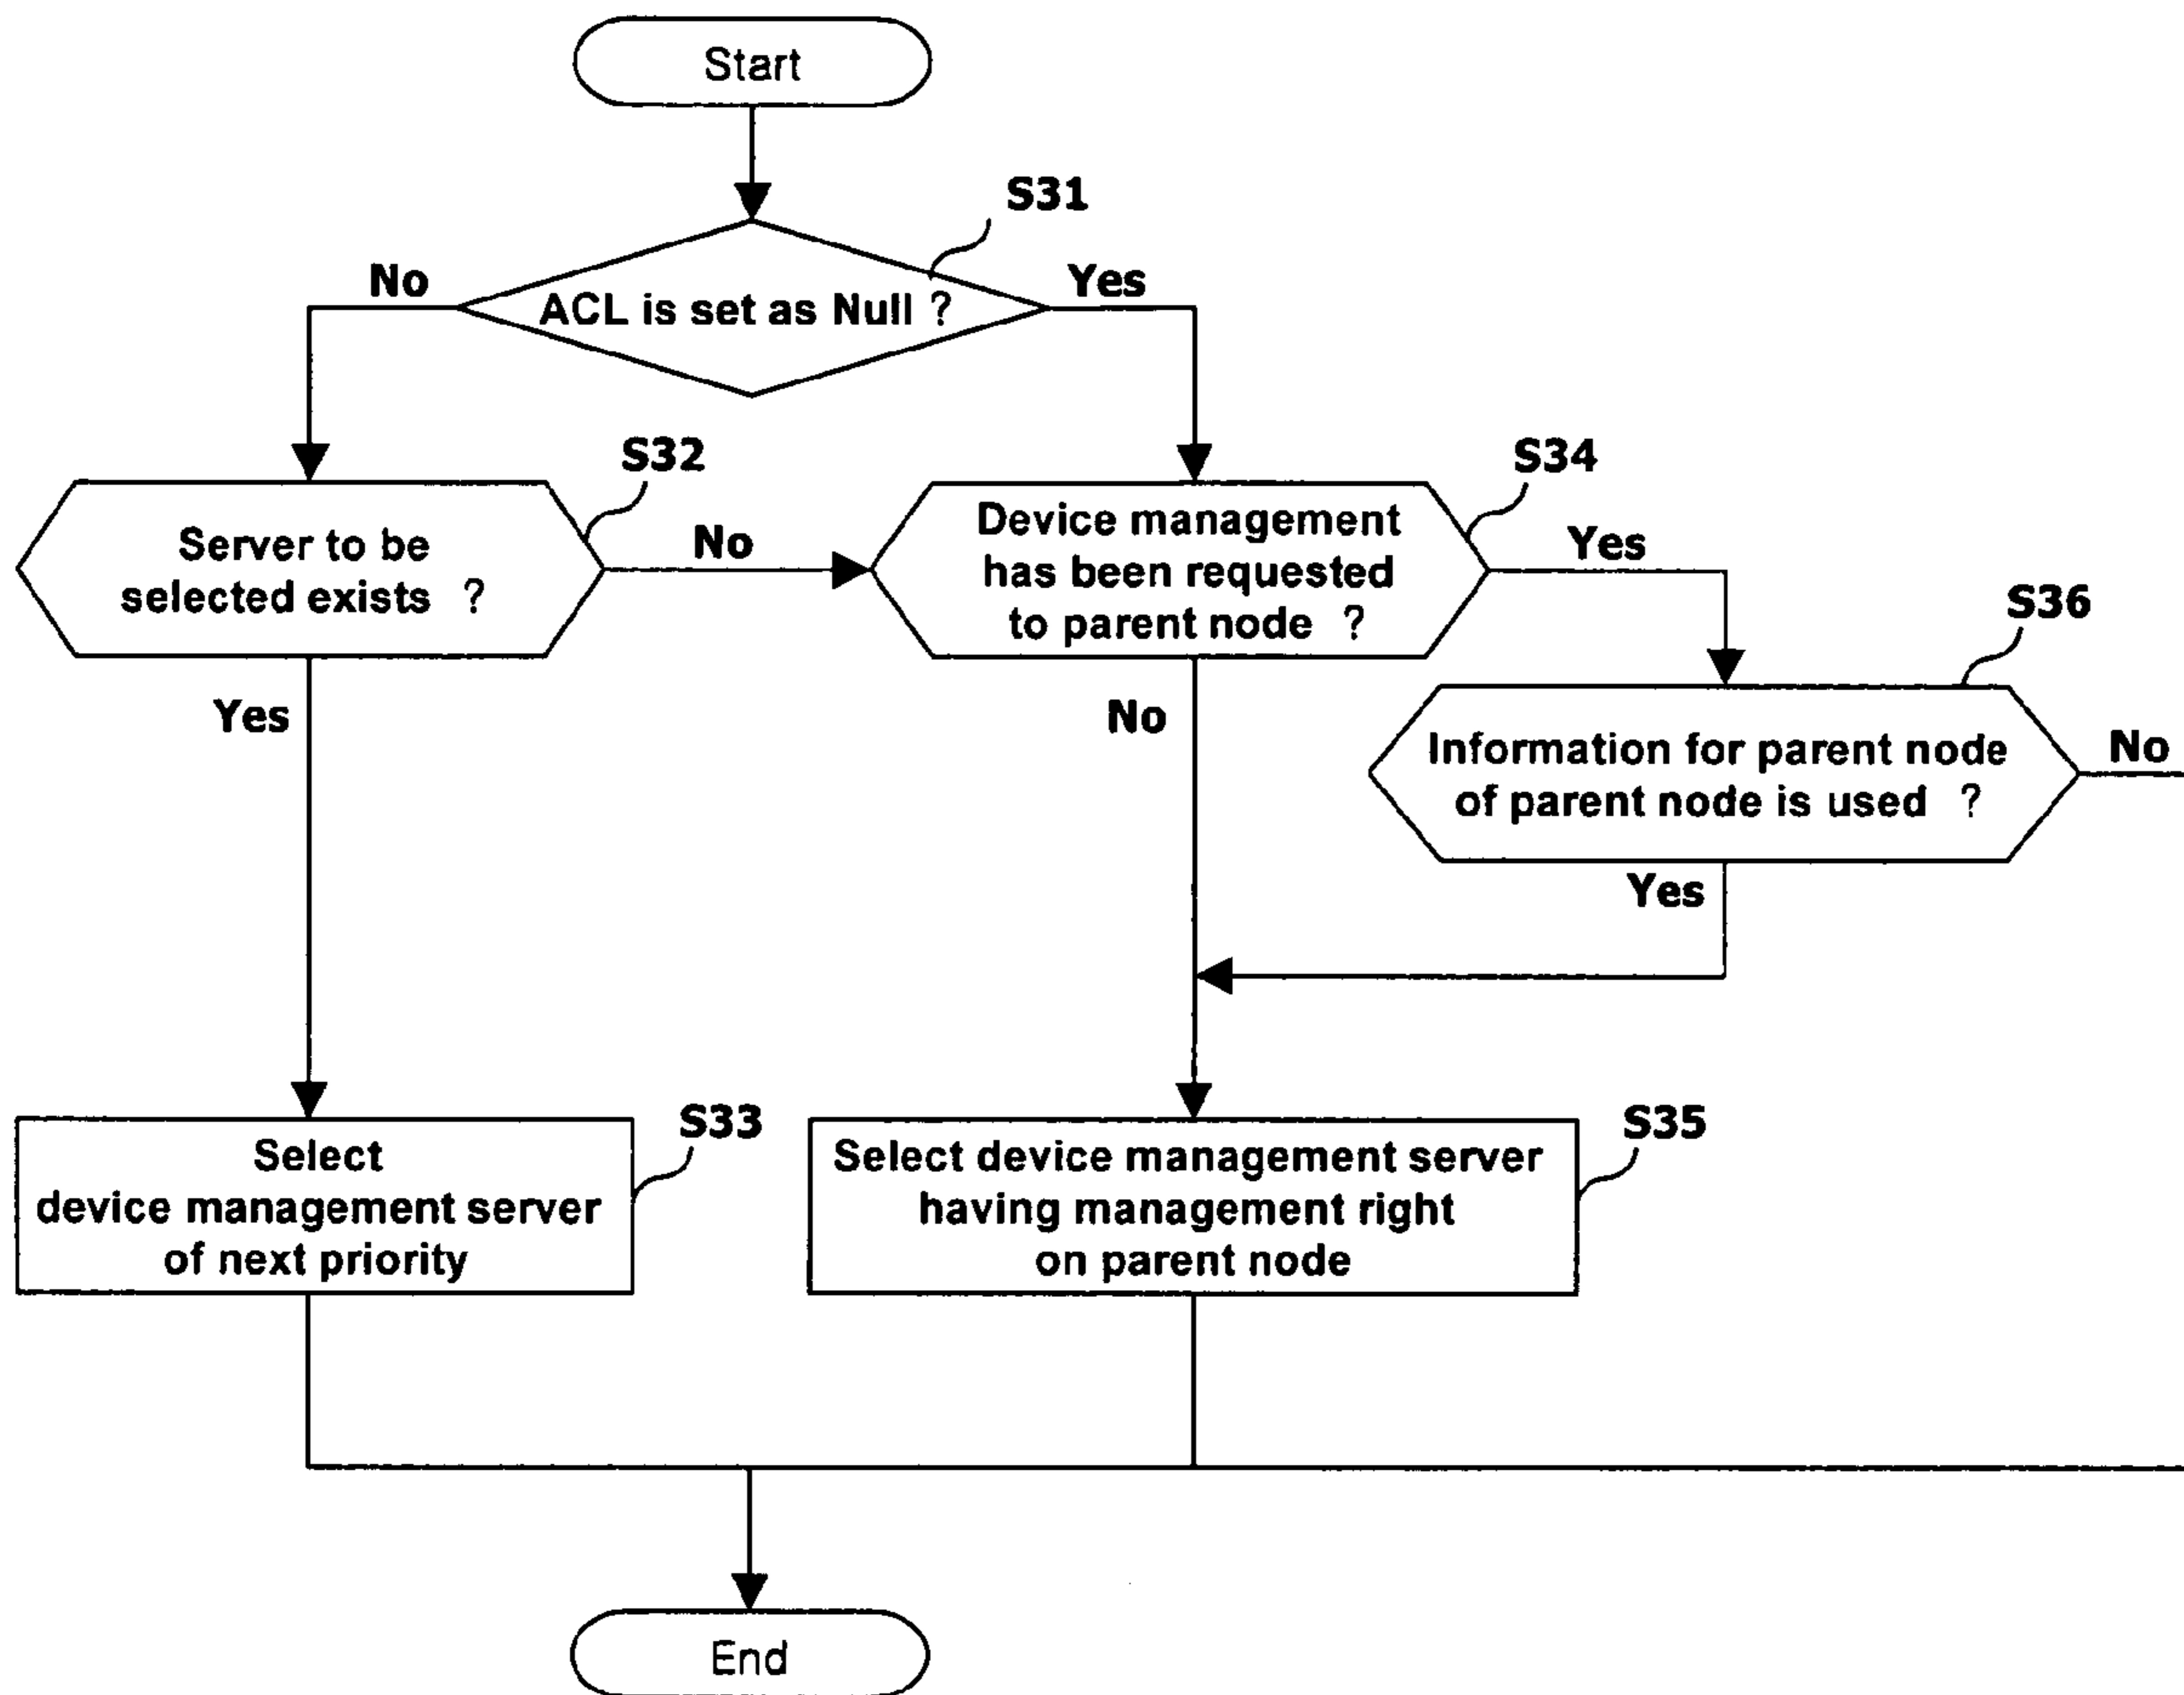 Start
S31
No
Yes
ACL is set as Null ?
S32
S34
Server to be
selected exists ?
No
Device management
has been requested
to parent node ?
Yes
S36
Yes
No
Information for parent node
of parent node is used ?
No
Yes
S33
S35
Select
device management server
of next priority
Select device management server
having management right
on parent node
End